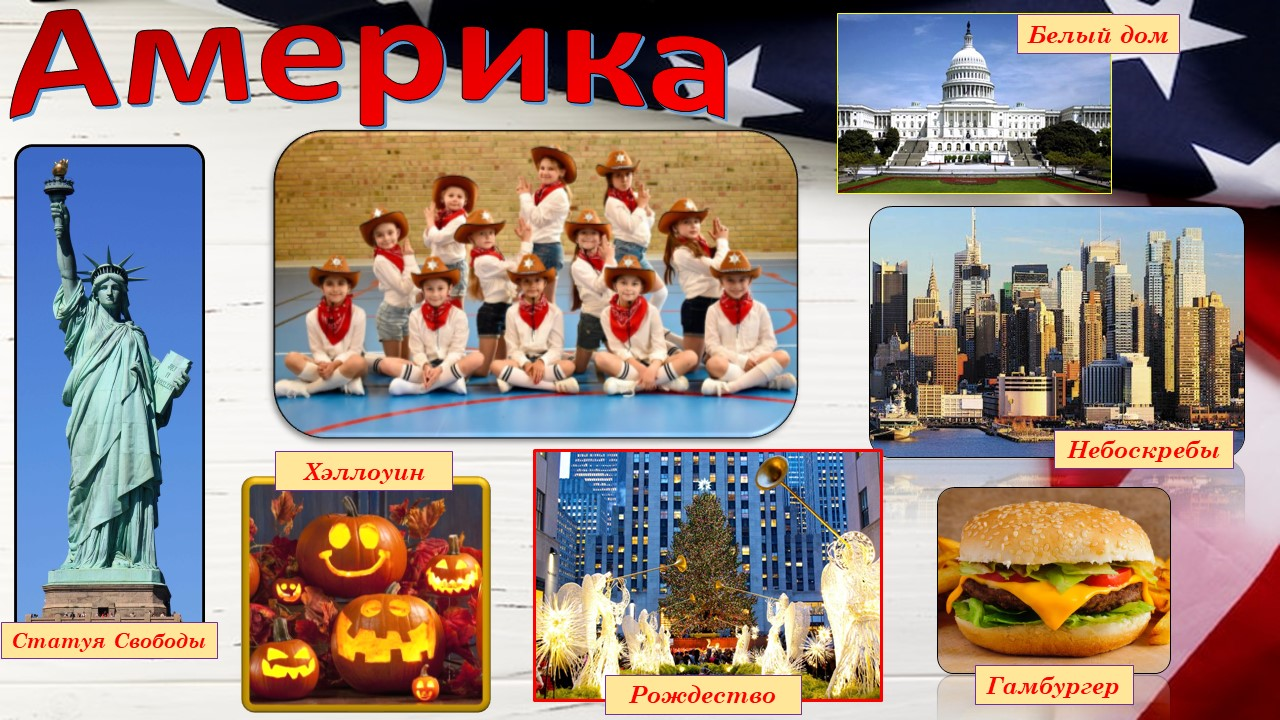 Америка
Белый дом
Небоскребы
Хэллоуин
Статуя Свободы
Рождество
Гамбургер